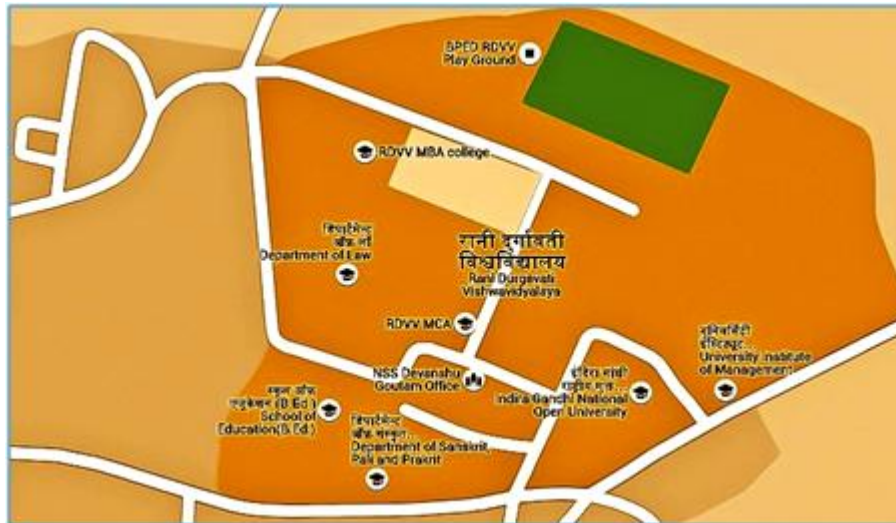 BPED RDVV
Play Ground
RDVV MBA college
डिपार्टमेन्ट
ऑफ़ लॉ
Department of Law
रानी दुर्गावती
विश्वविद्यालय
Rani Durgavati
Vishwavidyalaya
RDVV MCA
NSS Devanshu
Goutam Office
इंदिरा गांधी
राष्ट्रीय मुक्त...
Indira Gandhi National
Open University
यूनिवर्सिटी
इंस्टिट्यूट...
University Institute
of Management
स्कूल ऑफ़
एजुकेशन (B.Ed.)
School of
Education(B.Ed.)
डिपार्टमेन्ट
ऑफ़ संस्कृत...
Department of Sanskrit,
Pali and Prakrit